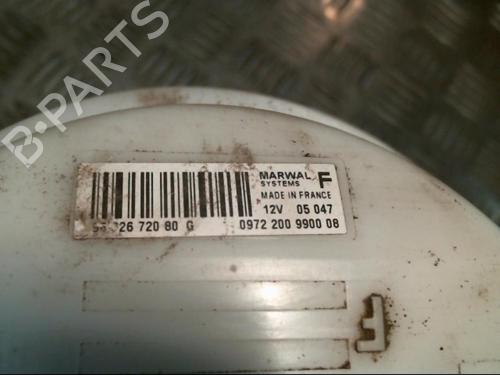 B-PARTS
MARWAL F
SYSTEMS
MADE IN FRANCE
12V 05 047
26 720 80 G
0972 200 9900 08
F